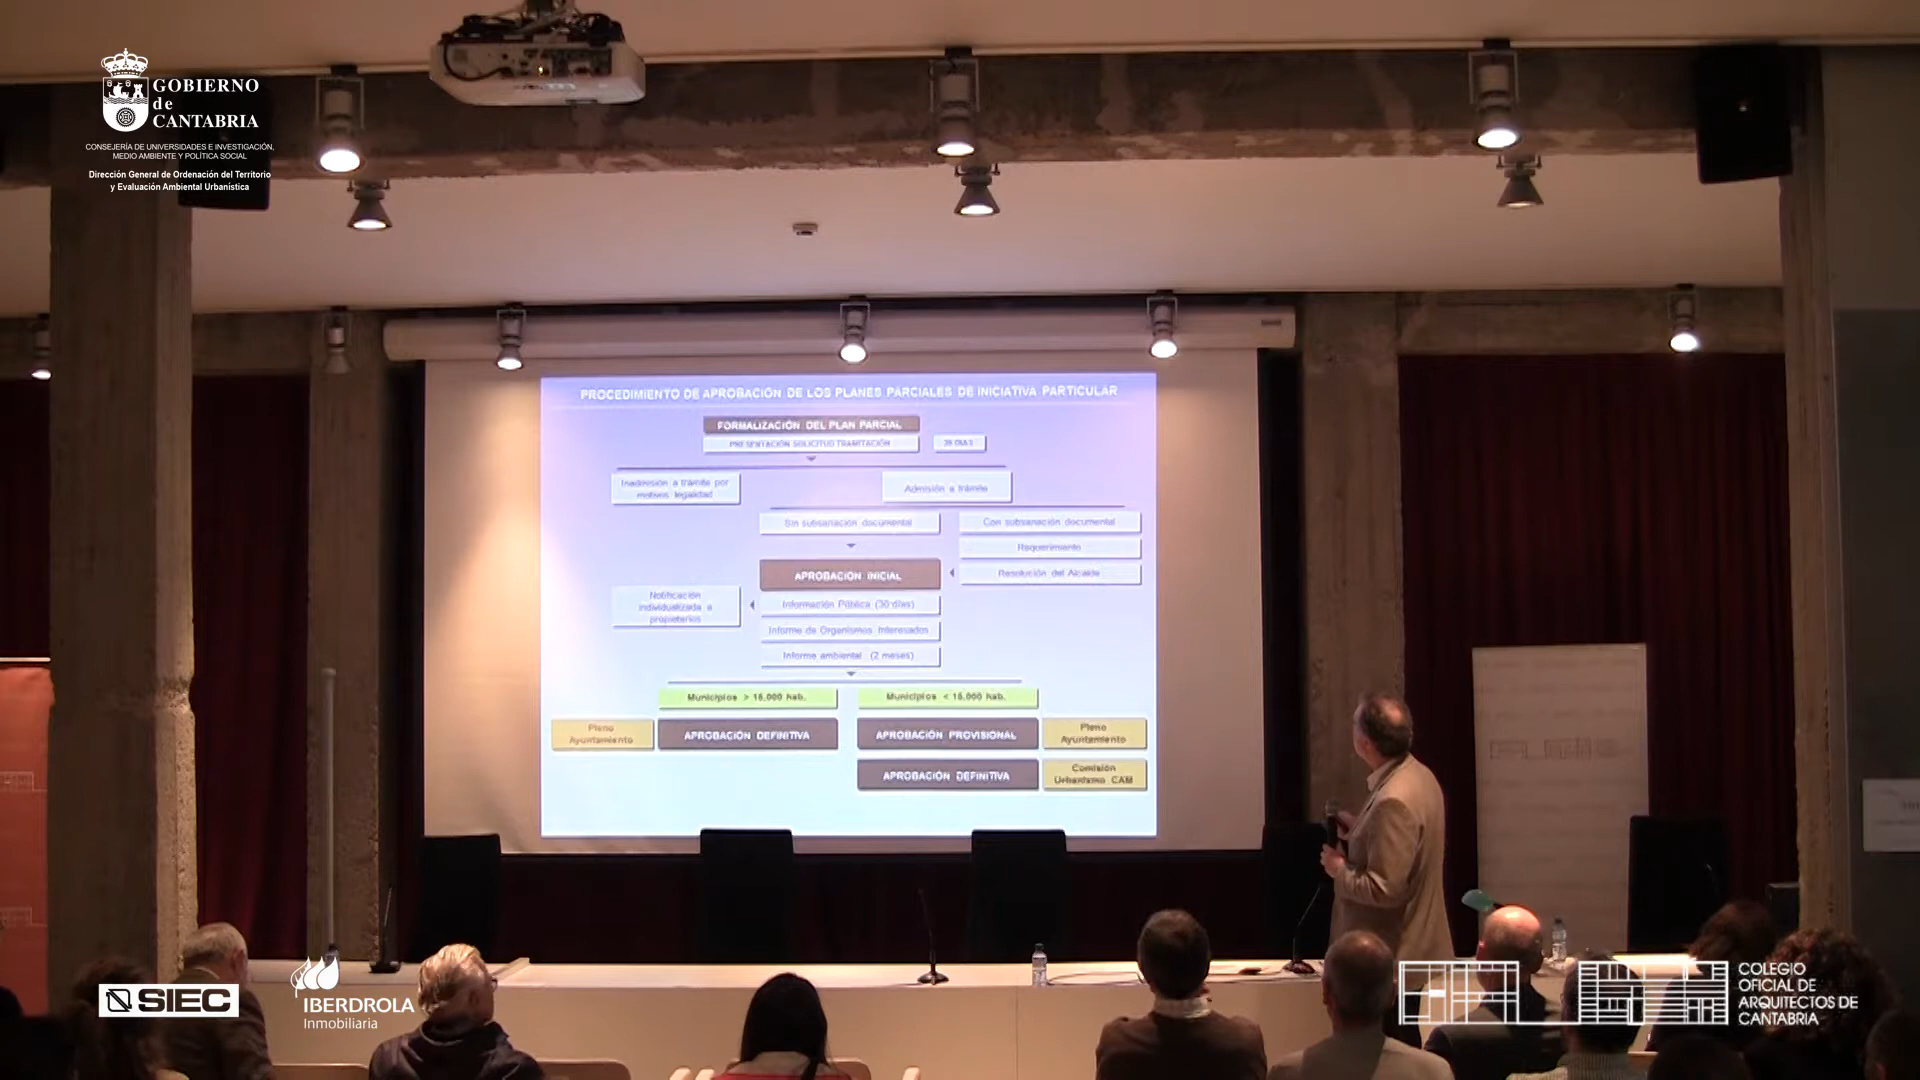 GOBIERNO
de
CANTABRIA
CONSEJERÍA DE UNIVERSIDADES E INVESTIGACIÓN,
MEDIO AMBIENTE Y POLÍTICA SOCIAL
Dirección General de Ordenación del Territorio
y Evaluación Ambiental Urbanística
PROCEDIMIENTO DE APROBACIÓN DE LOS PLANES PARCIALES DE INICIATIVA PARTICULAR
FORMALIZACIÓN DEL PLAN PARCIAL
PRESENTACIÓN SOLICITUD TRAMITACIÓN
Inadmisión a trámite por
motivos legalidad
Admisión a trámite
Sin subsanación documental
Con subsanación documental
Requerimiento
APROBACIÓN INICIAL
Resolución del Alcalde
Notificación
individualizada a
propietarios
Información Pública (30 días)
Informe de Organismos Interesados
Informe ambiental (2 meses)
Municipios > 15.000 hab.
Municipios < 15.000 hab.
Pleno
Ayuntamiento
APROBACIÓN DEFINITIVA
APROBACIÓN PROVISIONAL
Pleno
Ayuntamiento
APROBACIÓN DEFINITIVA
Comisión
Urbanismo CAM
SIEC
IBERDROLA
Inmobiliaria
COLEGIO
OFICIAL DE
ARQUITECTOS DE
CANTABRIA